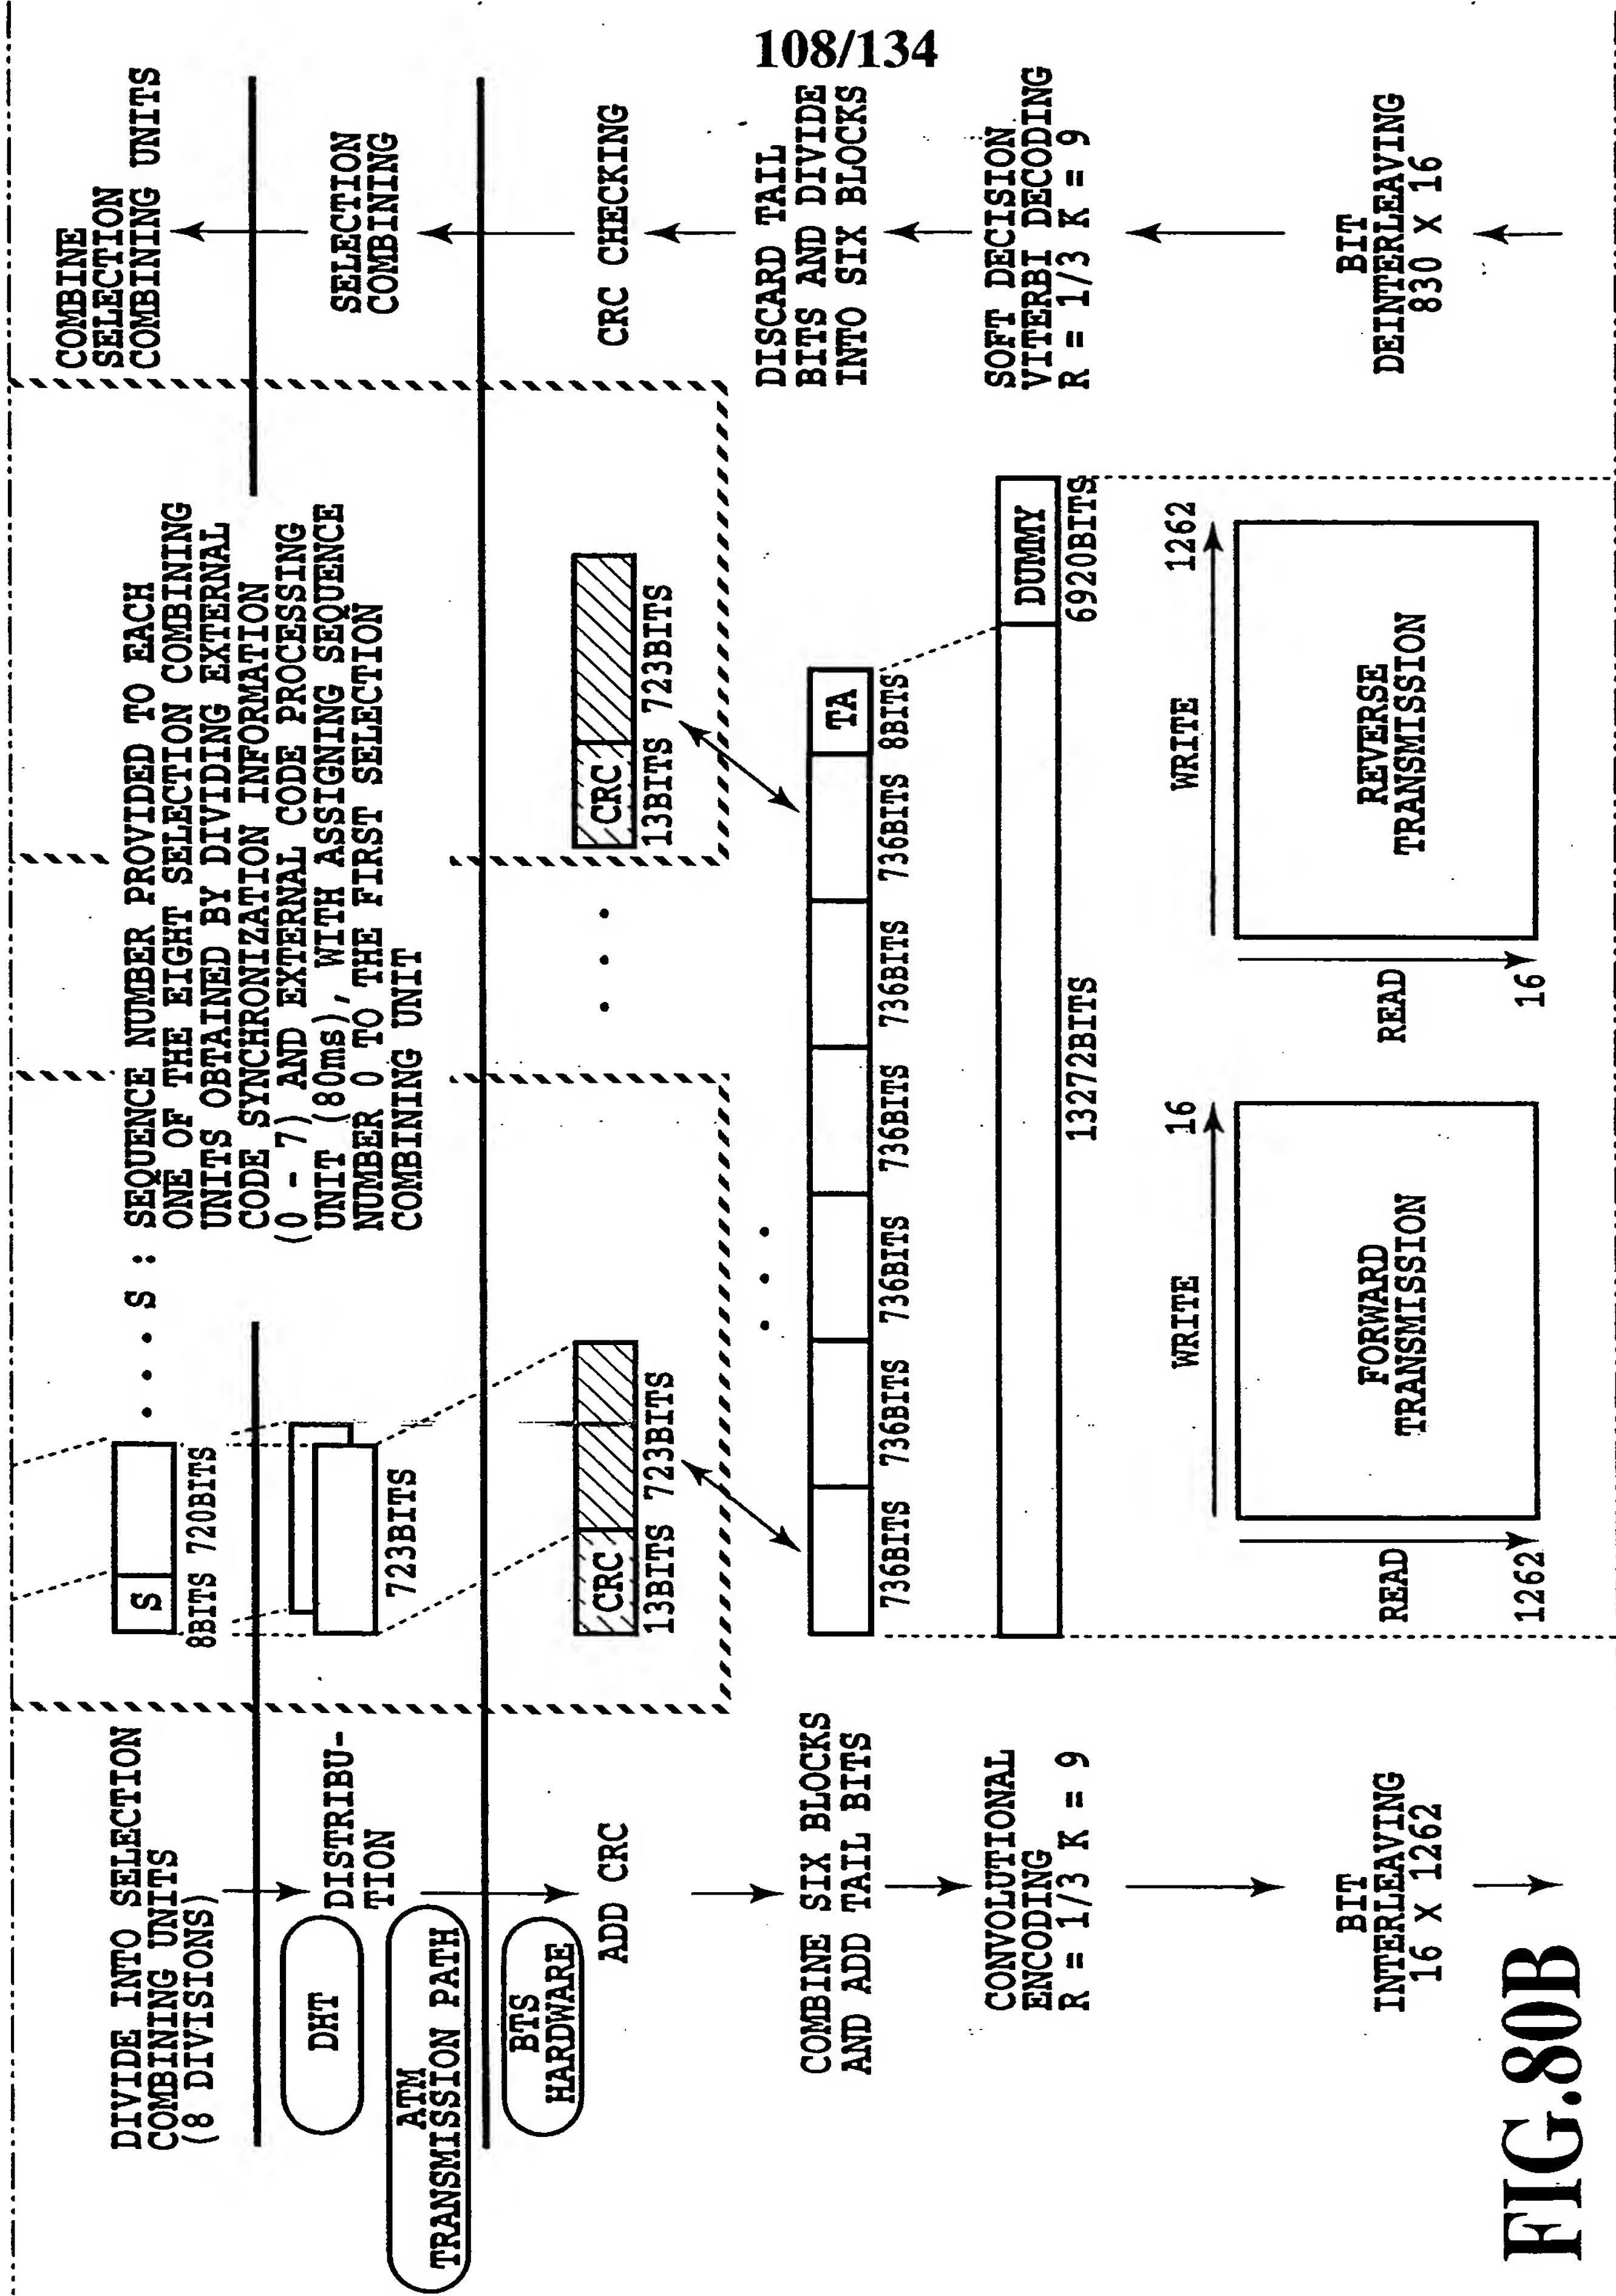 108/134
DIVIDE INTO SELECTION
COMBINING UNITS
(8 DIVISIONS)
DHT
DISTRIBU-
TION
ATM
TRANSMISSION PATH
BTS
HARDWARE
ADD CRC
COMBINE SIX BLOCKS
AND ADD TAIL BITS
CONVOLUTIONAL
ENCODING
R = 1/3 K = 9
BIT
INTERLEAVING
16 X 1262
S
8BITS 720BITS
• • • S : SEQUENCE NUMBER PROVIDED TO EACH
ONE OF THE EIGHT SELECTION COMBINING
UNITS OBTAINED BY DIVIDING EXTERNAL
CODE SYNCHRONIZATION INFORMATION
(0 - 7) AND EXTERNAL CODE PROCESSING
UNIT (80ms), WITH ASSIGNING SEQUENCE
NUMBER 0 TO THE FIRST SELECTION
COMBINING UNIT
723BITS
CRC
13BITS 723BITS
• • •
CRC
13BITS 723BITS
• • •
TA
736BITS 736BITS 736BITS 736BITS 736BITS 736BITS 8BITS
DUMMY
13272BITS 6920BITS
WRITE 16
READ
1262
FORWARD
TRANSMISSION
WRITE 1262
READ
16
REVERSE
TRANSMISSION
COMBINE
SELECTION
COMBINING UNITS
SELECTION
COMBINING
CRC CHECKING
DISCARD TAIL
BITS AND DIVIDE
INTO SIX BLOCKS
SOFT DECISION
VITERBI DECODING
R = 1/3 K = 9
BIT
DEINTERLEAVING
830 X 16
FIG.80B